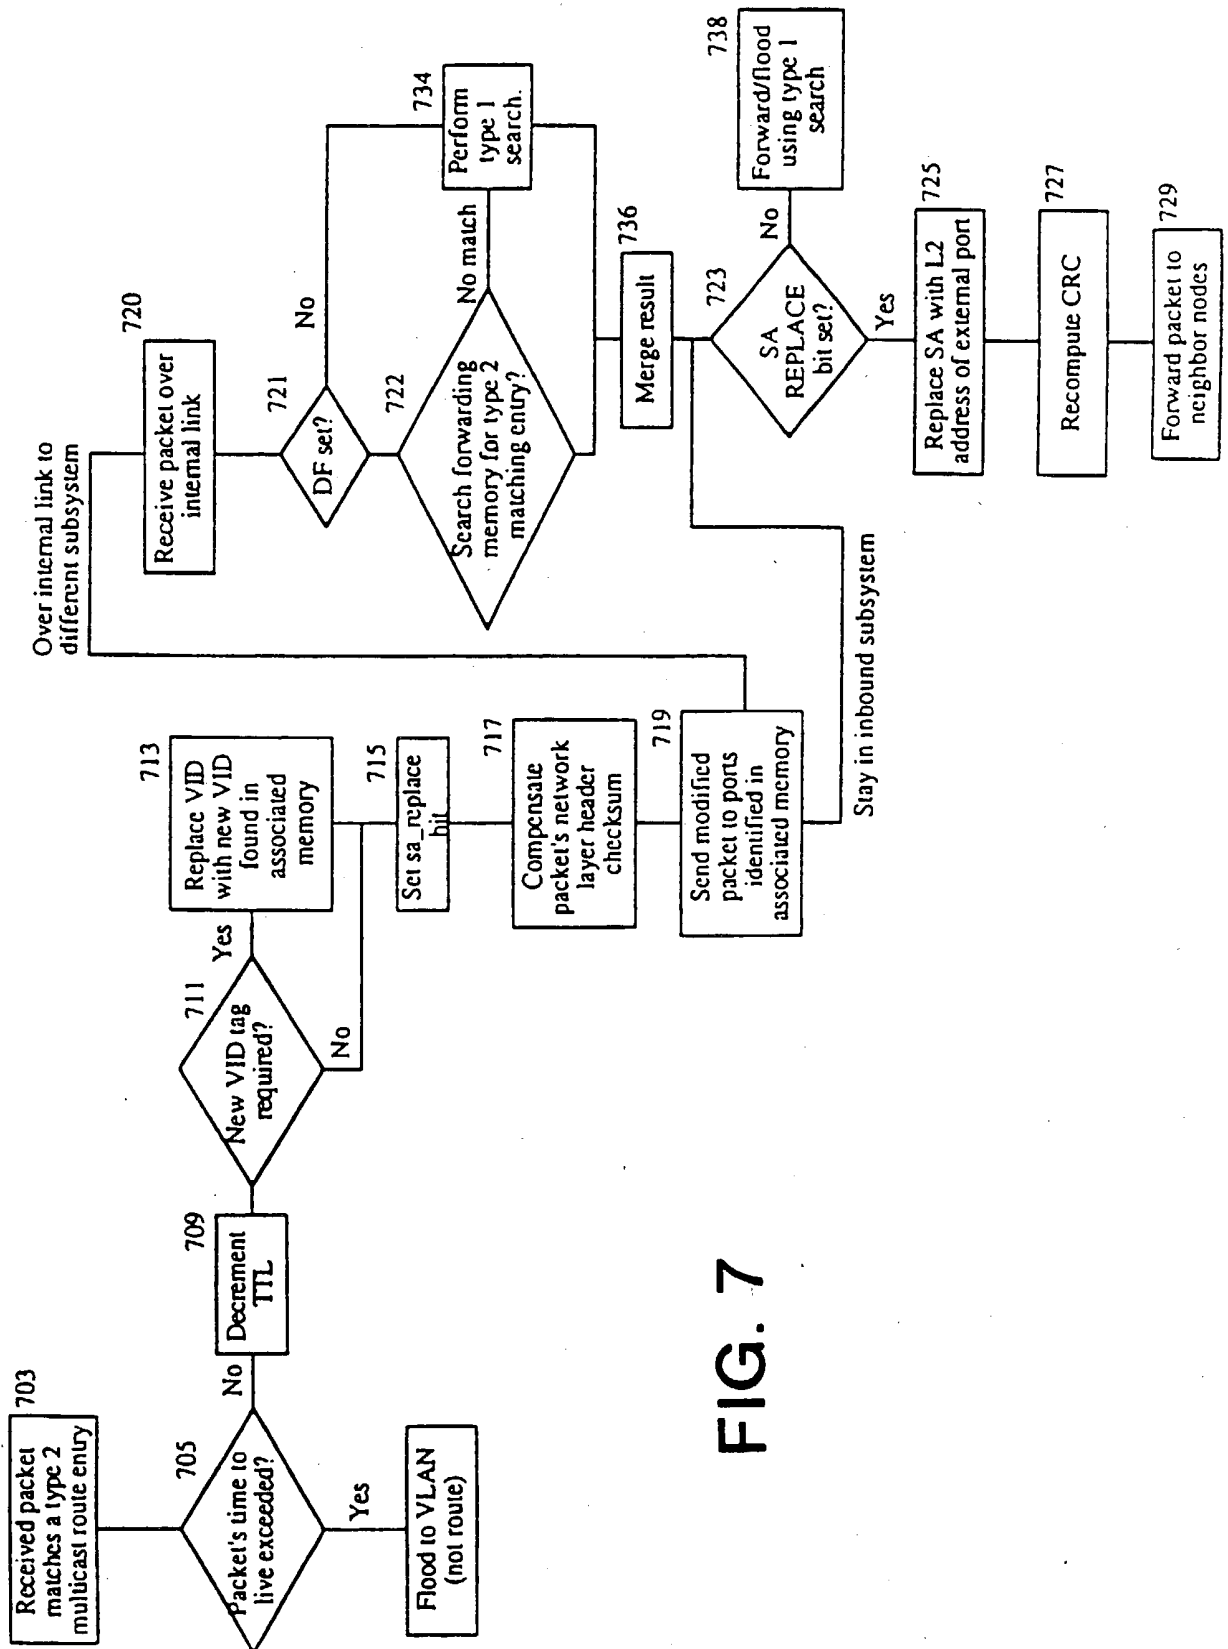 703
Received packet
matches a type 2
multicast route entry
705
Packet's time to
live exceeded?
Yes
Flood to VLAN
(not route)
No
709
Decrement
TTL
711
New VID tag
required?
Yes
No
713
Replace VID
with new VID
found in
associated
memory
715
Set sa_replace
bit
717
Compensate
packet's network
layer header
checksum
719
Send modified
packet to ports
identified in
associated memory
Over internal link to
different subsystem
Stay in inbound subsystem
720
Receive packet over
internal link
721
DF set?
No
722
Search forwarding
memory for type 2
matching entry?
No match
734
Perform
type 1
search.
736
Merge result
723
SA
REPLACE
bit set?
No
738
Forward/flood
using type 1
search
Yes
725
Replace SA with L2
address of external port
727
Recompute CRC
729
Forward packet to
neighbor nodes
FIG. 7